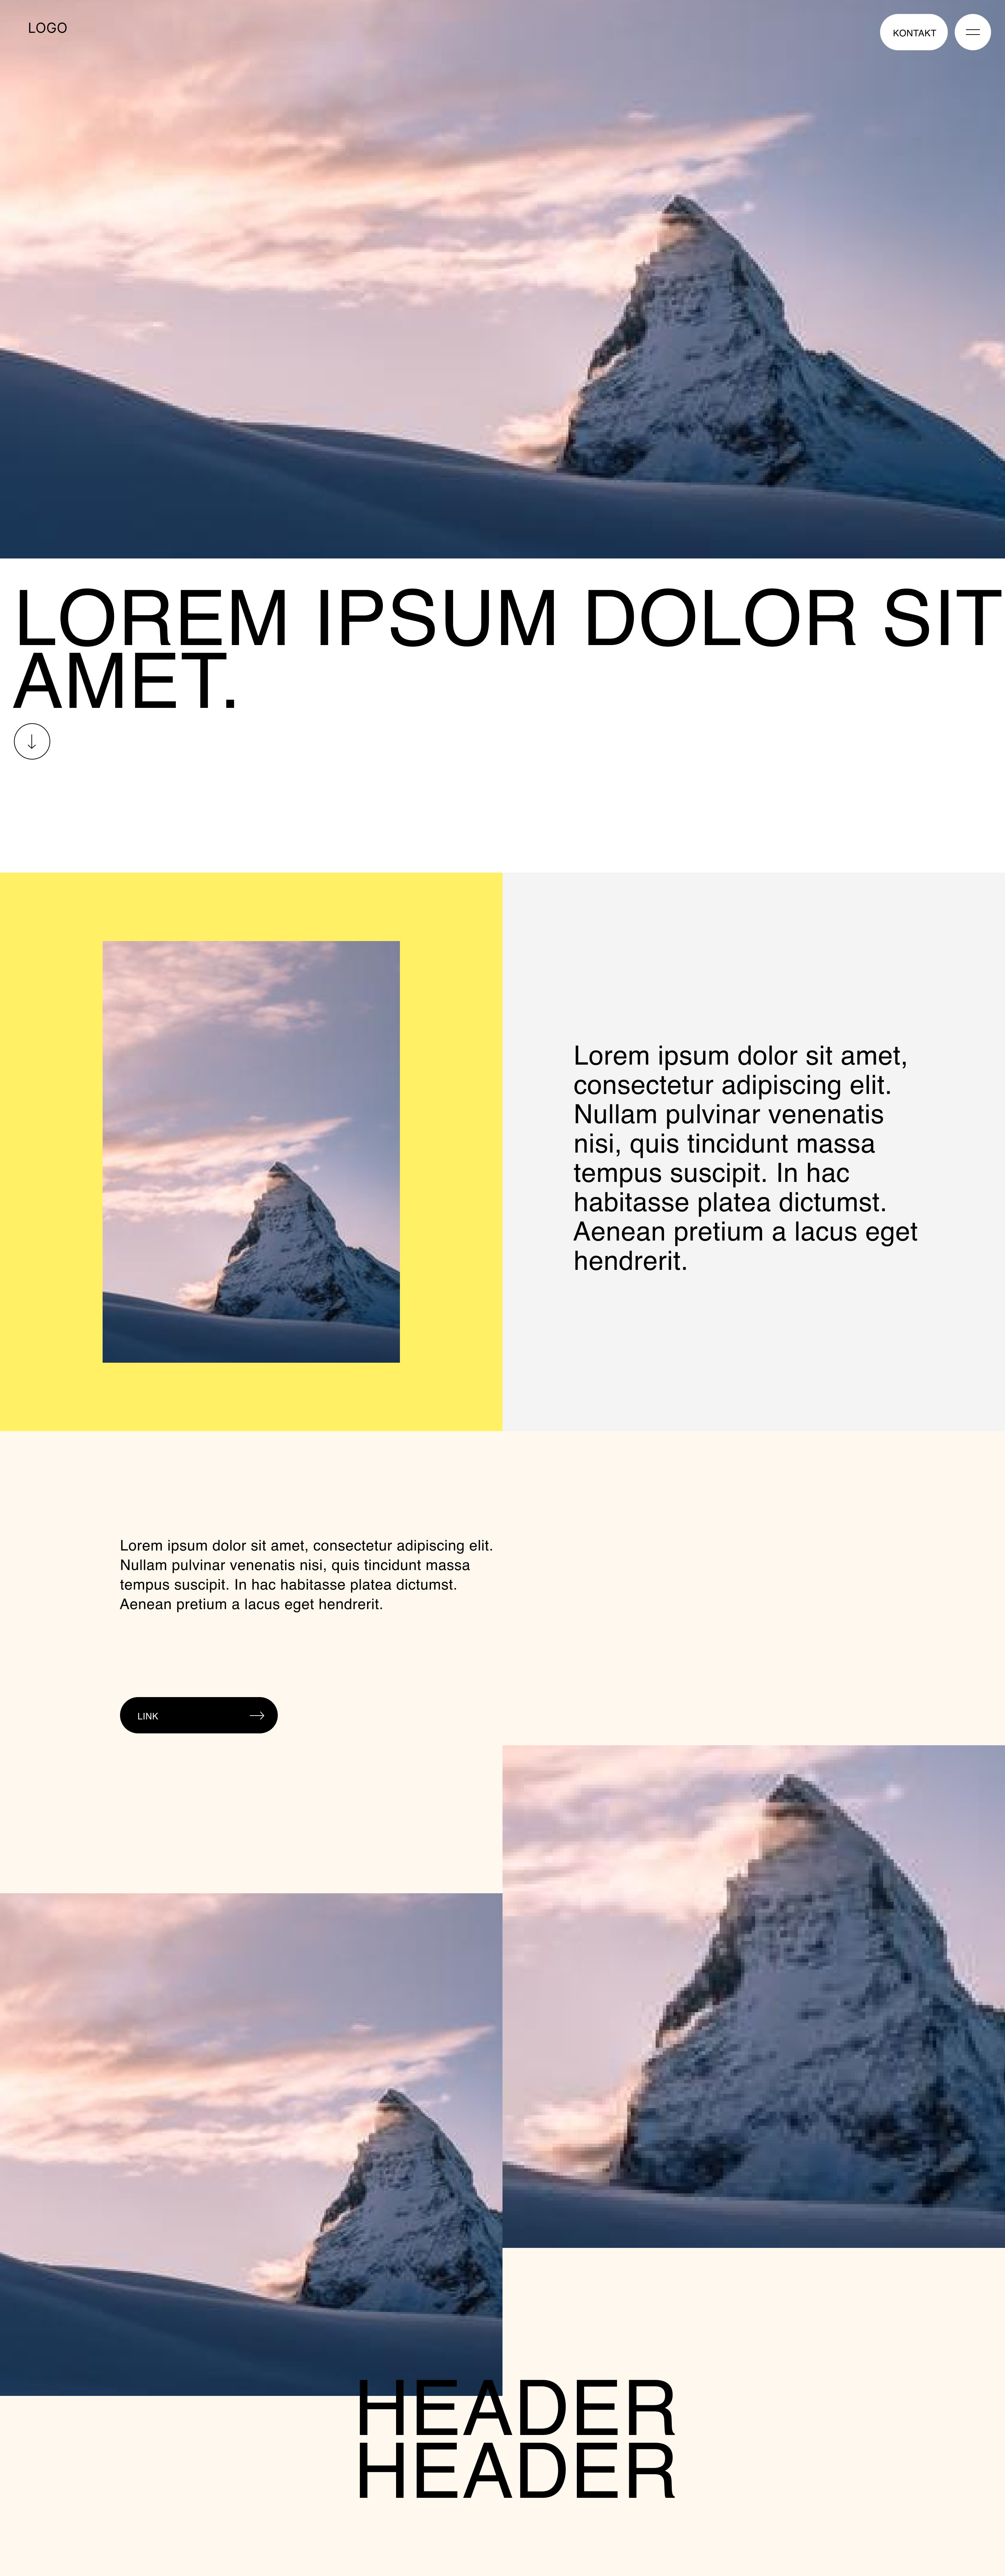 LOGO
KONTAKT
LOREM IPSUM DOLOR SIT
AMET.
Lorem ipsum dolor sit amet,
consectetur adipiscing elit.
Nullam pulvinar venenatis
nisi, quis tincidunt massa
tempus suscipit. In hac
habitasse platea dictumst.
Aenean pretium a lacus eget
hendrerit.
Lorem ipsum dolor sit amet, consectetur adipiscing elit.
Nullam pulvinar venenatis nisi, quis tincidunt massa
tempus suscipit. In hac habitasse platea dictumst.
Aenean pretium a lacus eget hendrerit.
LINK
HEADER
HEADER